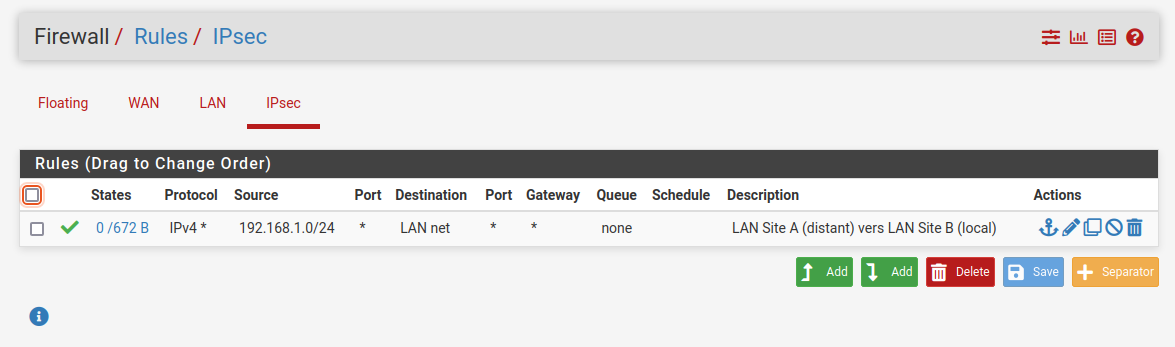 Firewall / Rules / IPsec
Floating WAN LAN IPsec
Rules (Drag to Change Order)
States Protocol Source Port Destination Port Gateway Queue Schedule Description Actions
0 /672 B IPv4 * 192.168.1.0/24 * LAN net * * none LAN Site A (distant) vers LAN Site B (local)
Add Add Delete Save Separator